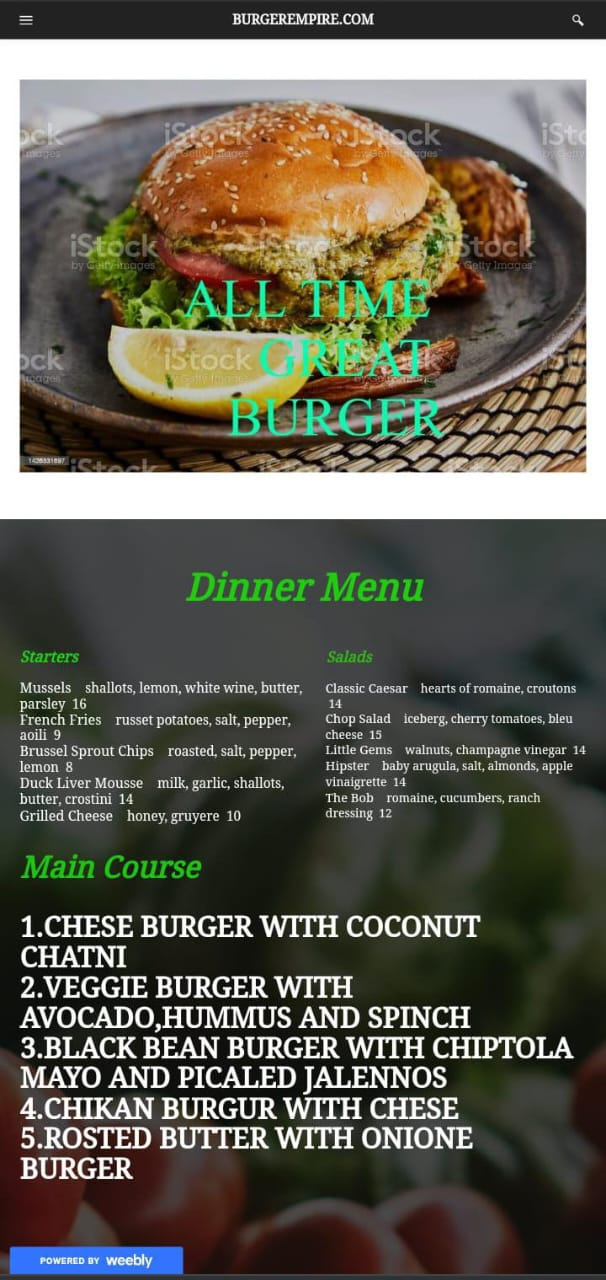 BURGEREMPIRE.COM
iStock
by Getty Images
ALL TIME
GREAT
BURGER
1426331897
Dinner Menu
Starters
Mussels shallots, lemon, white wine, butter,
parsley 16
French Fries russet potatoes, salt, pepper,
aoili 9
Brussel Sprout Chips roasted, salt, pepper,
lemon 8
Duck Liver Mousse milk, garlic, shallots,
butter, crostini 14
Grilled Cheese honey, gruyere 10
Salads
Classic Caesar hearts of romaine, croutons
14
Chop Salad iceberg, cherry tomatoes, bleu
cheese 15
Little Gems walnuts, champagne vinegar 14
Hipster baby arugula, salt, almonds, apple
vinaigrette 14
The Bob romaine, cucumbers, ranch
dressing 12
Main Course
1.CHESE BURGER WITH COCONUT
CHATNI
2.VEGGIE BURGER WITH
AVOCADO,HUMMUS AND SPINCH
3.BLACK BEAN BURGER WITH CHIPTOLA
MAYO AND PICALED JALENNOS
4.CHIKAN BURGUR WITH CHESE
5.ROSTED BUTTER WITH ONIONE
BURGER
POWERED BY weebly